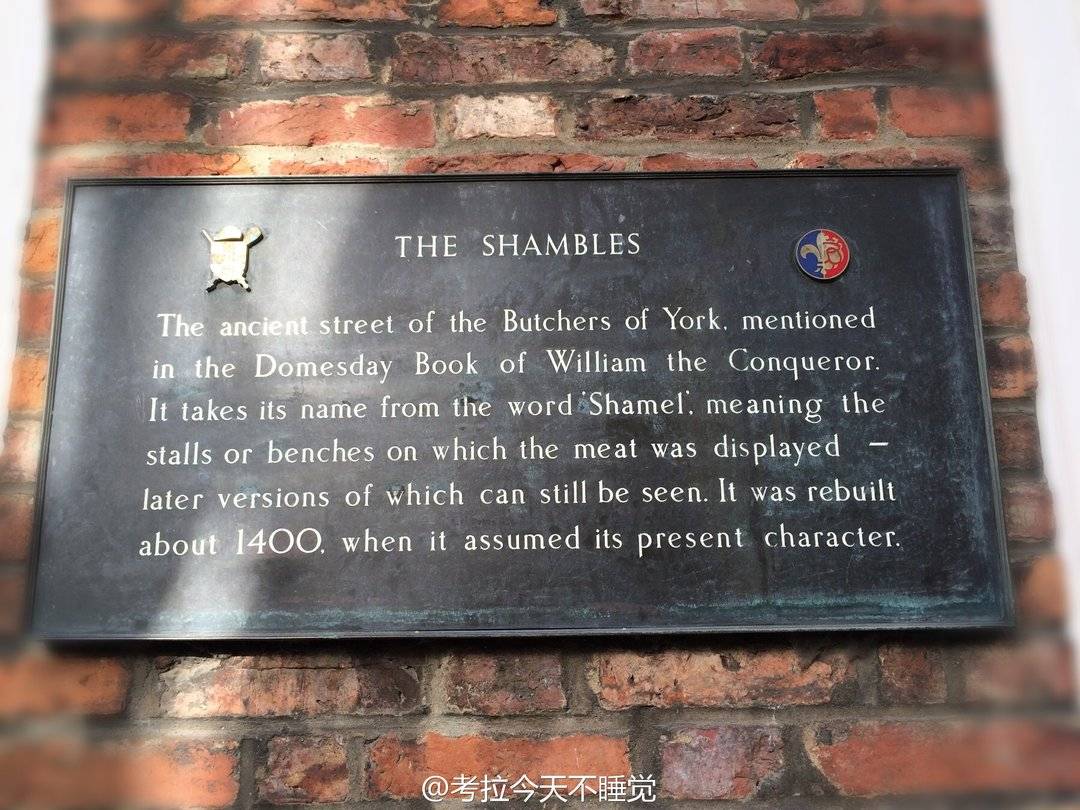 THE SHAMBLES
The ancient street of the Butchers of York, mentioned
in the Domesday Book of William the Conqueror.
It takes its name from the word 'Shamel', meaning the
stalls or benches on which the meat was displayed –
later versions of which can still be seen. It was rebuilt
about 1400, when it assumed its present character.
@考拉今天不睡觉